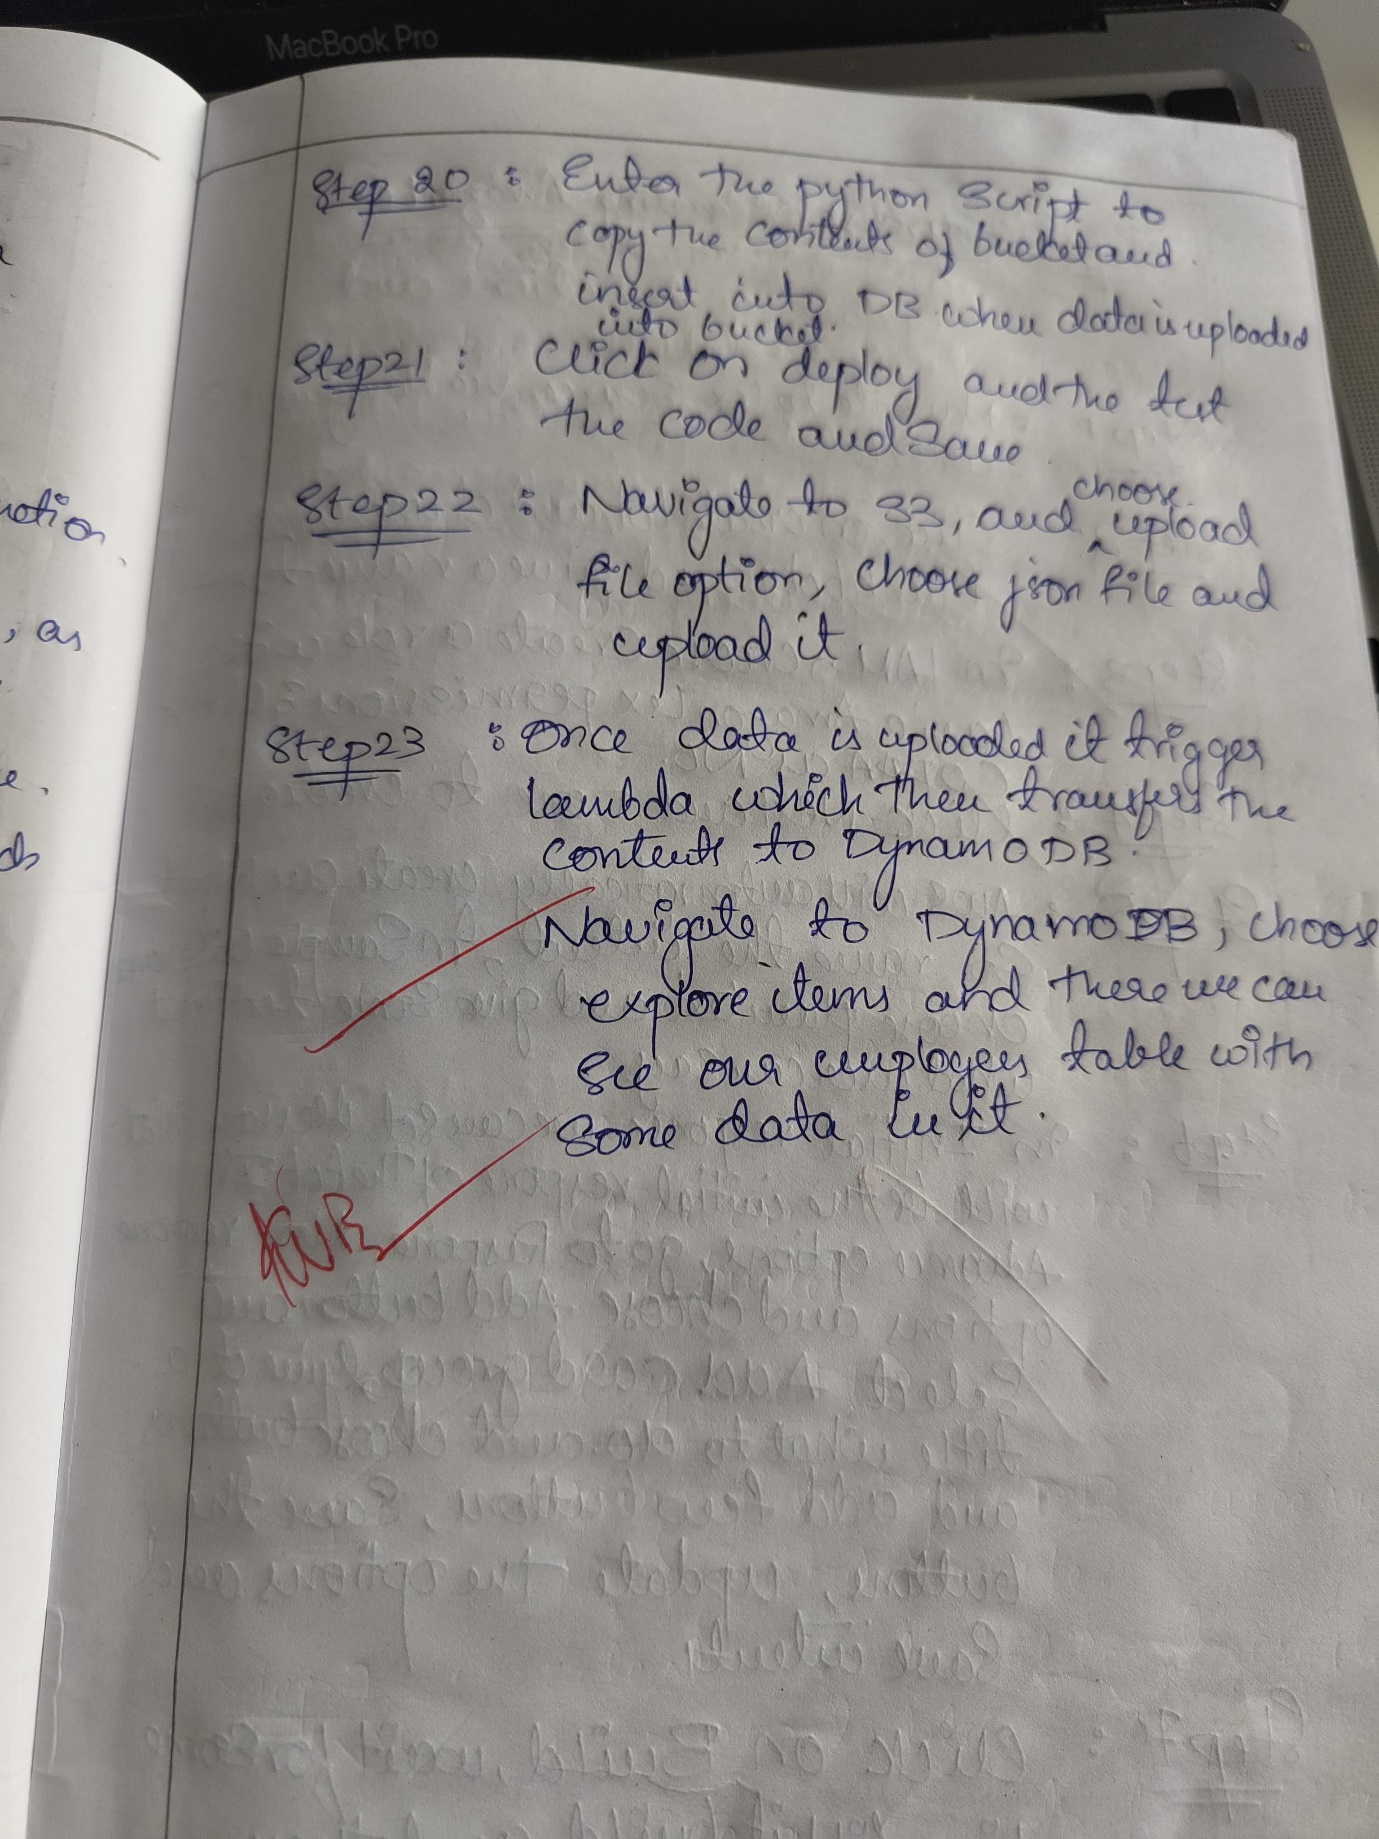 MacBook Pro
Step 20 : Enter the python Script to
copy the contents of bucket and
insert into DB when data is uploaded
into bucket.
Step21 : Click on deploy and the test
the code and Save
Step22 : Navigate to S3, and choose upload
file option, Choose json file and
upload it.
Step23 : Once data is uploaded it trigger
lambda which then transfers the
contents to DynamoDB.
Navigate to DynamoDB, choose
explore items and there we can
see our employees table with
some data in it.
, as